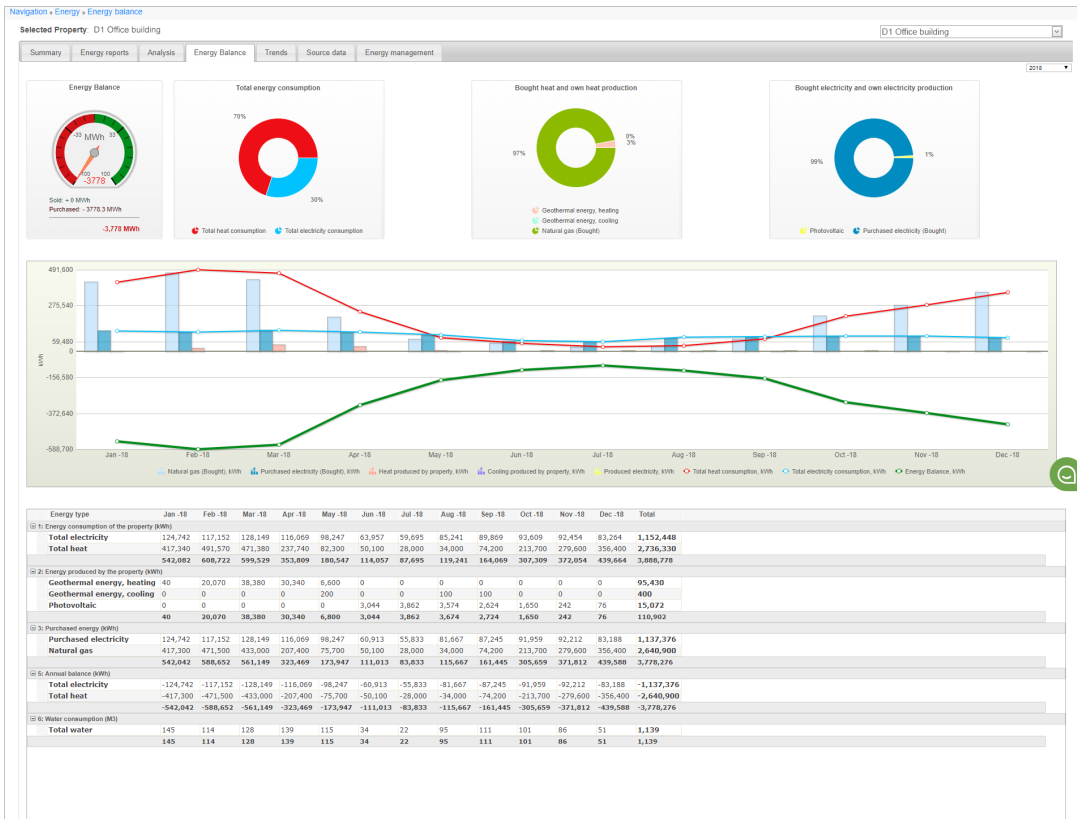 Navigation » Energy » Energy balance
Selected Property: D1 Office building
D1 Office building
Summary Energy reports Analysis Energy Balance Trends Source data Energy management
2018
Energy Balance
-33 MWh 33
-100 100
-3778
Sold: + 0 MWh
Purchased: - 3778.3 MWh
-3,778 MWh
Total energy consumption
70%
30%
Total heat consumption Total electricity consumption
Bought heat and own heat production
0%
3%
97%
Geothermal energy, heating
Geothermal energy, cooling
Natural gas (Bought)
Bought electricity and own electricity production
99%
1%
Photovoltaic Purchased electricity (Bought)
491,600
275,540
59,480
0
kWh
-156,580
-372,640
-588,700
Jan -18 Feb -18 Mar -18 Apr -18 May -18 Jun -18 Jul -18 Aug -18 Sep -18 Oct -18 Nov -18 Dec -18
Natural gas (Bought), kWh Purchased electricity (Bought), kWh Heat produced by property, kWh Cooling produced by property, kWh Produced electricity, kWh Total heat consumption, kWh Total electricity consumption, kWh Energy Balance, kWh
Energy type Jan -18 Feb -18 Mar -18 Apr -18 May -18 Jun -18 Jul -18 Aug -18 Sep -18 Oct -18 Nov -18 Dec -18 Total
1: Energy consumption of the property (kWh)
Total electricity 124,742 117,152 128,149 116,069 98,247 63,957 59,695 85,241 89,869 93,609 92,454 83,264 1,152,448
Total heat 417,340 491,570 471,380 237,740 82,300 50,100 28,000 34,000 74,200 213,700 279,600 356,400 2,736,330
542,082 608,722 599,529 353,809 180,547 114,057 87,695 119,241 164,069 307,309 372,054 439,664 3,888,778
2: Energy produced by the property (kWh)
Geothermal energy, heating 40 20,070 38,380 30,340 6,600 0 0 0 0 0 0 0 95,430
Geothermal energy, cooling 0 0 0 0 200 0 0 100 100 0 0 0 400
Photovoltaic 0 0 0 0 0 3,044 3,862 3,574 2,624 1,650 242 76 15,072
40 20,070 38,380 30,340 6,800 3,044 3,862 3,674 2,724 1,650 242 76 110,902
3: Purchased energy (kWh)
Purchased electricity 124,742 117,152 128,149 116,069 98,247 60,913 55,833 81,667 87,245 91,959 92,212 83,188 1,137,376
Natural gas 417,300 471,500 433,000 207,400 75,700 50,100 28,000 34,000 74,200 213,700 279,600 356,400 2,640,900
542,042 588,652 561,149 323,469 173,947 111,013 83,833 115,667 161,445 305,659 371,812 439,588 3,778,276
5: Annual balance (kWh)
Total electricity -124,742 -117,152 -128,149 -116,069 -98,247 -60,913 -55,833 -81,667 -87,245 -91,959 -92,212 -83,188 -1,137,376
Total heat -417,300 -471,500 -433,000 -207,400 -75,700 -50,100 -28,000 -34,000 -74,200 -213,700 -279,600 -356,400 -2,640,900
-542,042 -588,652 -561,149 -323,469 -173,947 -111,013 -83,833 -115,667 -161,445 -305,659 -371,812 -439,588 -3,778,276
6: Water consumption (M3)
Total water 145 114 128 139 115 34 22 95 111 101 86 51 1,139
145 114 128 139 115 34 22 95 111 101 86 51 1,139